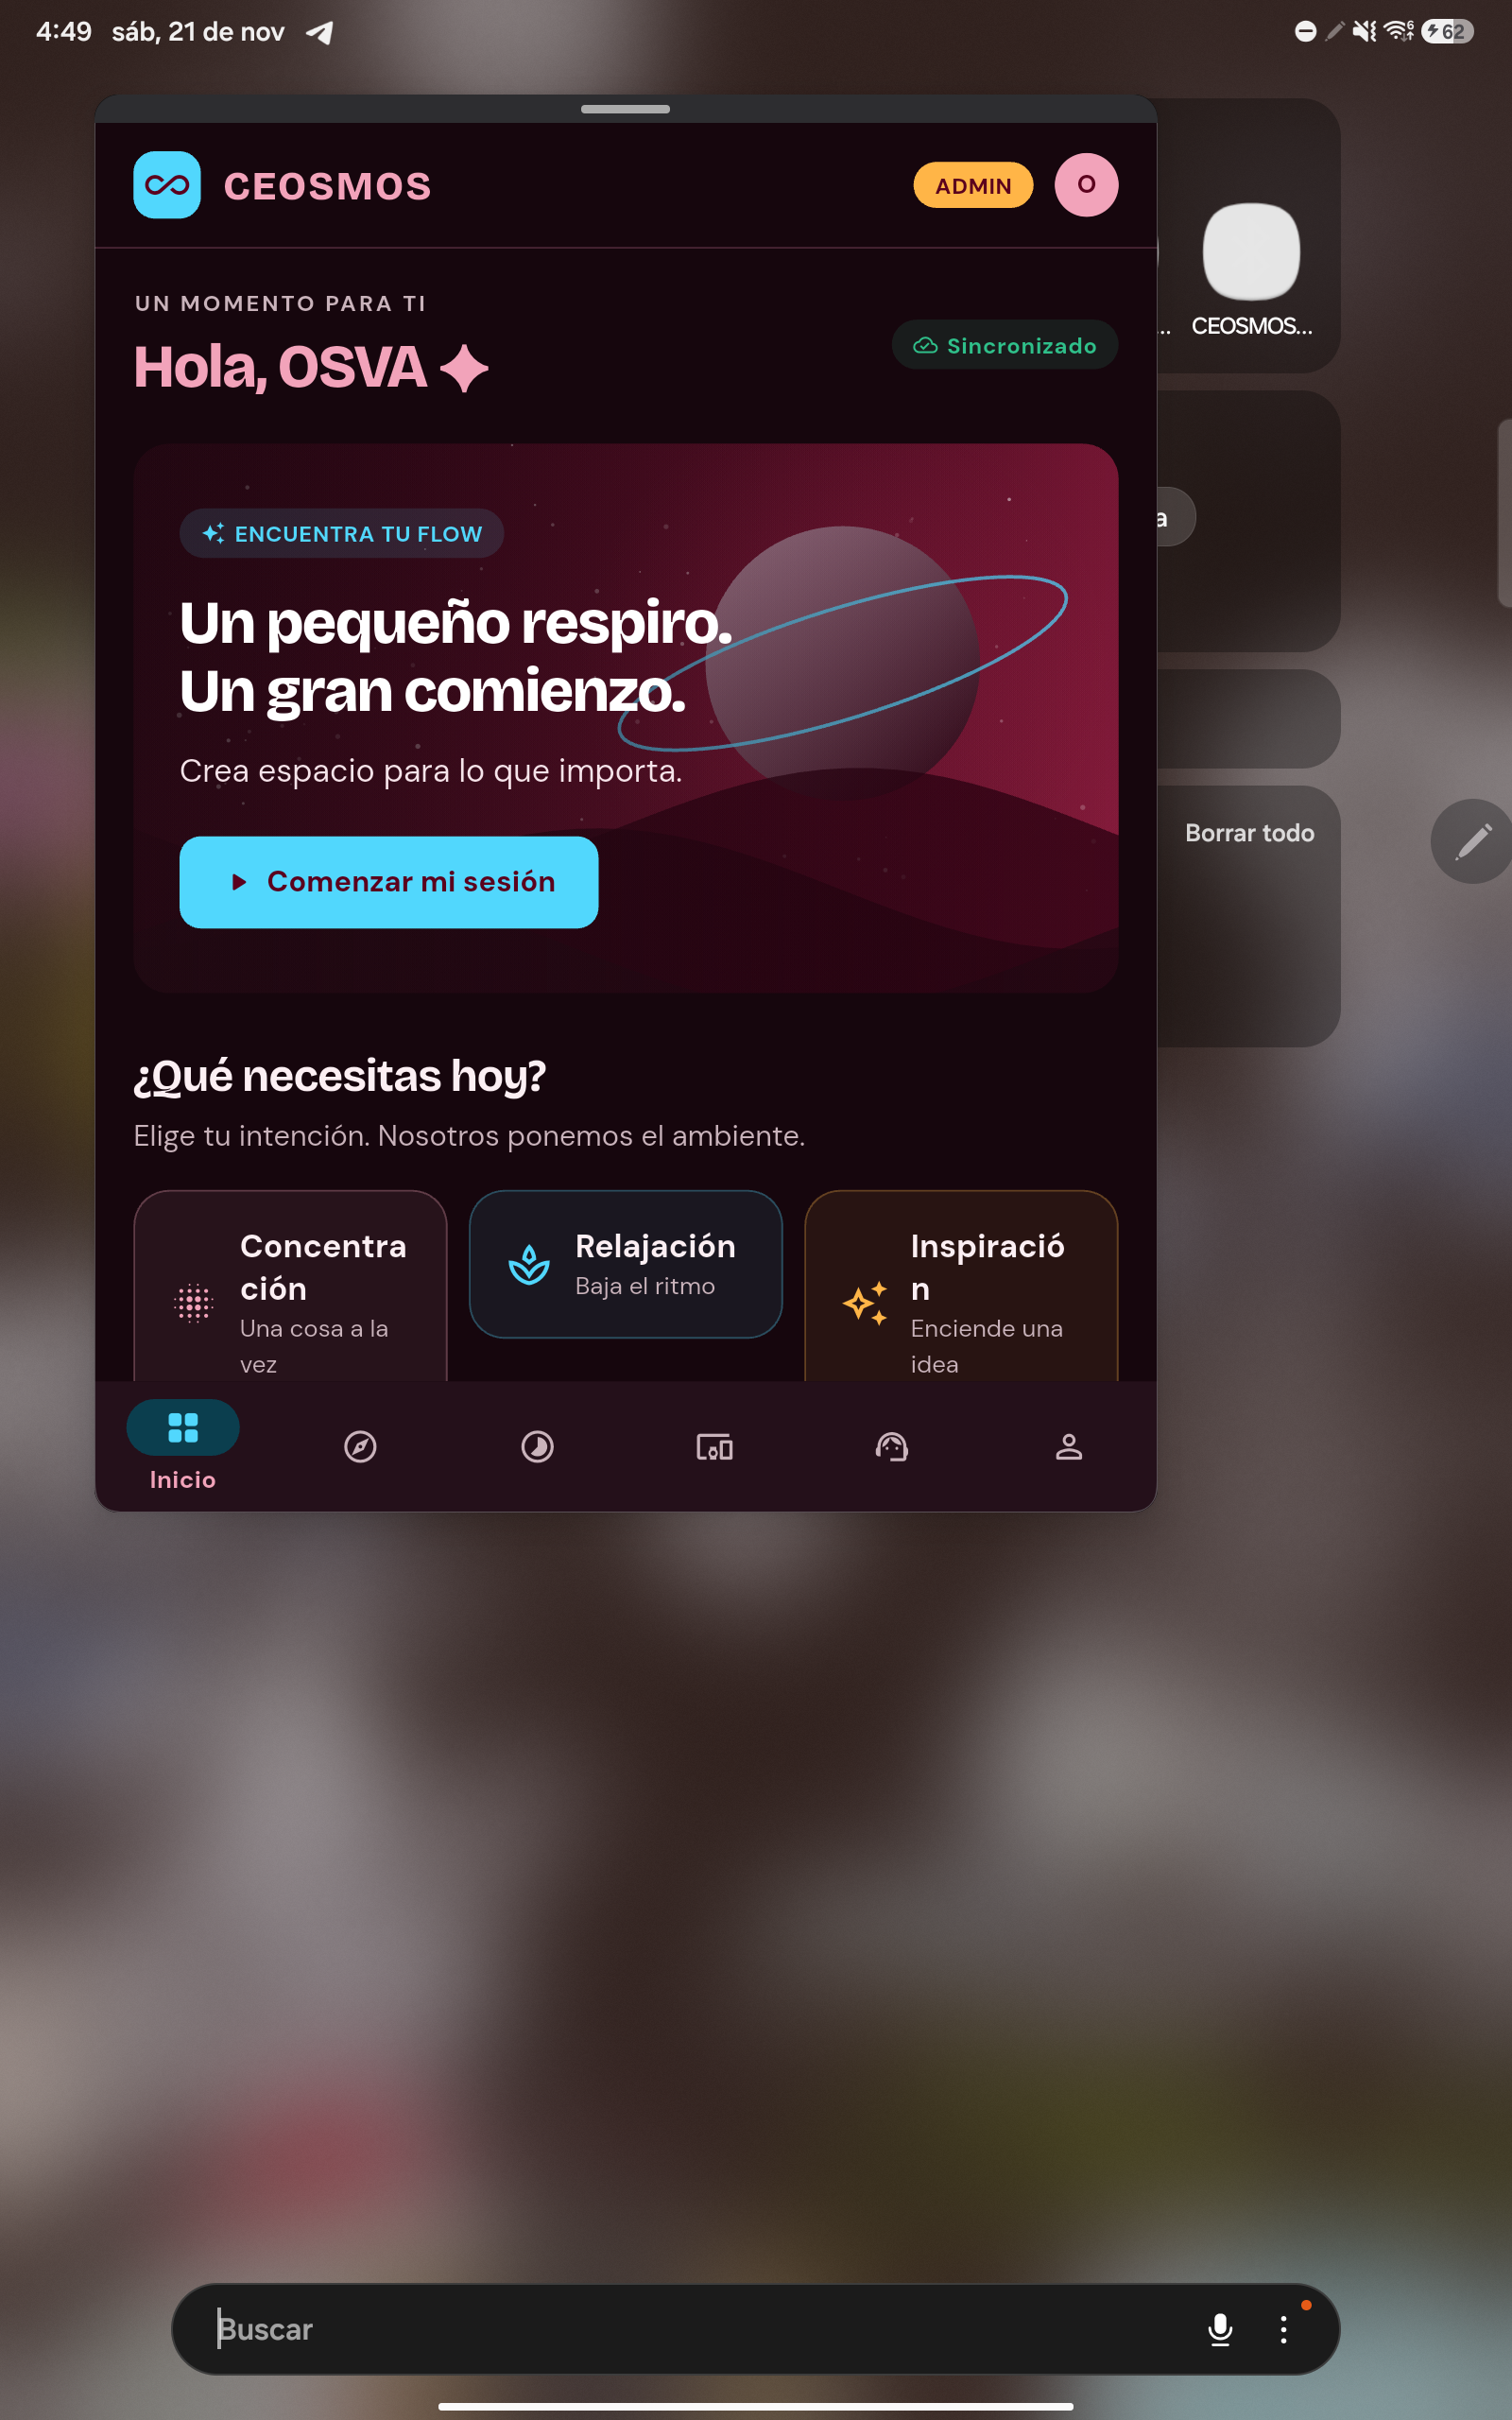 4:49 sáb, 21 de nov
62
CEOSMOS
ADMIN
O
UN MOMENTO PARA TI
Hola, OSVA
Sincronizado
... CEOSMOS...
ENCUENTRA TU FLOW
a
Un pequeño respiro.
Un gran comienzo.
Crea espacio para lo que importa.
Borrar todo
Comenzar mi sesión
¿Qué necesitas hoy?
Elige tu intención. Nosotros ponemos el ambiente.
Concentra
ción
Una cosa a la
vez
Relajación
Baja el ritmo
Inspiració
n
Enciende una
idea
Inicio
Buscar